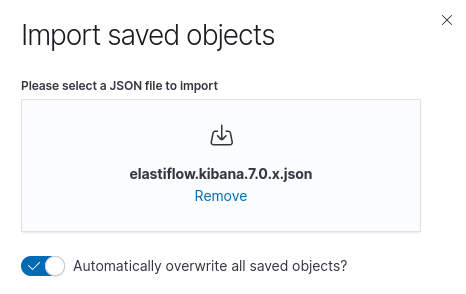 Import saved objects
Please select a JSON file to import
elastiflow.kibana.7.0.x.json
Remove
Automatically overwrite all saved objects?